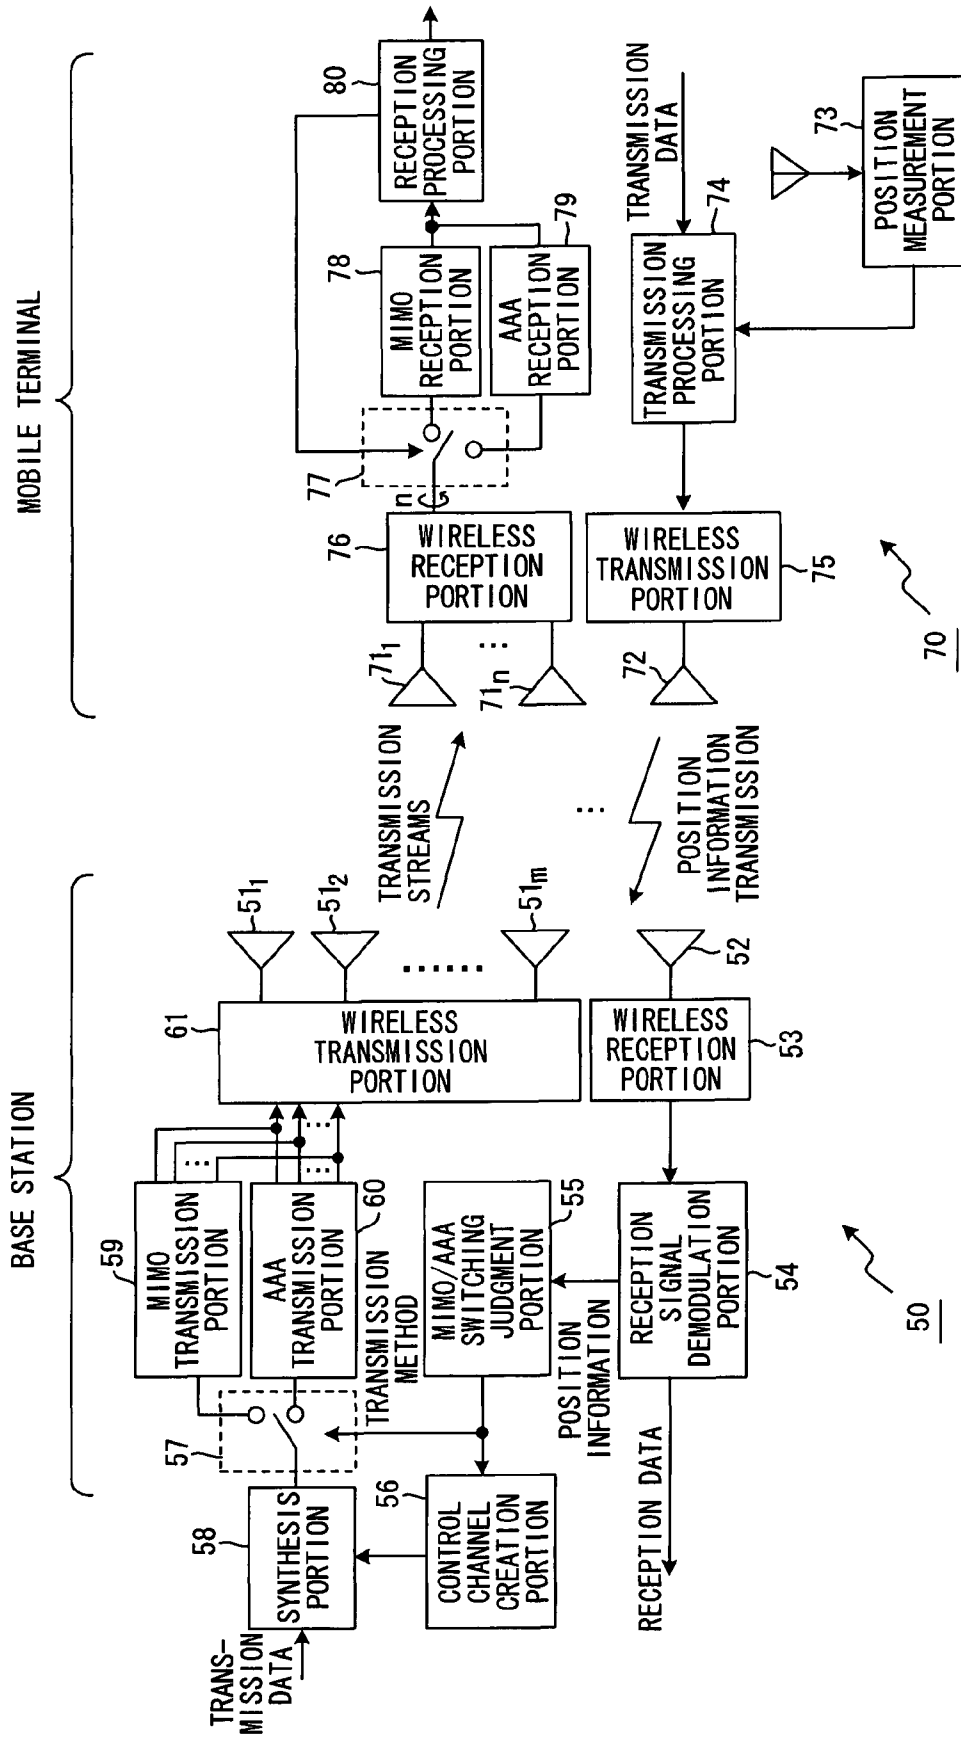 BASE STATION
MOBILE TERMINAL
TRANS-
MISSION
DATA
58
SYNTHESIS
PORTION
57
59
MIMO
TRANSMISSION
PORTION
AAA
TRANSMISSION
PORTION
60
TRANSMISSION
METHOD
56
CONTROL
CHANNEL
CREATION
PORTION
MIMO/AAA
SWITCHING
JUDGMENT
PORTION
55
POSITION
INFORMATION
RECEPTION DATA
RECEPTION
SIGNAL
DEMODULATION
PORTION
54
61
WIRELESS
TRANSMISSION
PORTION
WIRELESS
RECEPTION
PORTION
53
511
512
51m
52
50
TRANSMISSION
STREAMS
POSITION
INFORMATION
TRANSMISSION
711
71n
72
76
WIRELESS
RECEPTION
PORTION
WIRELESS
TRANSMISSION
PORTION
75
n
77
78
MIMO
RECEPTION
PORTION
AAA
RECEPTION
PORTION
79
80
RECEPTION
PROCESSING
PORTION
TRANSMISSION
PROCESSING
PORTION
74
TRANSMISSION
DATA
73
POSITION
MEASUREMENT
PORTION
70